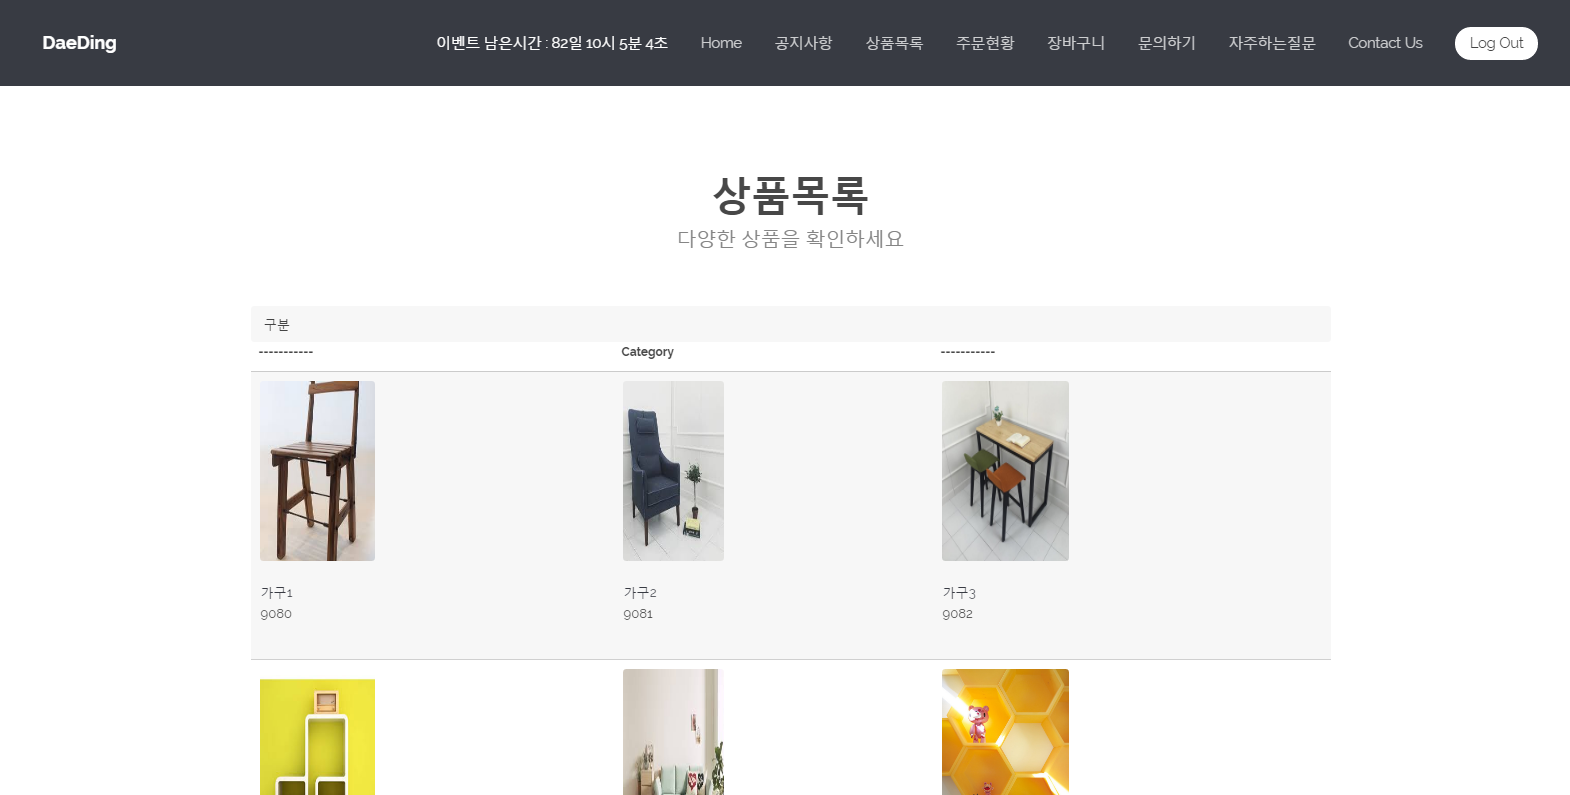 DaeDing
이벤트 남은시간 : 82일 10시 5분 4초 Home 공지사항 상품목록 주문현황 장바구니 문의하기 자주하는질문 Contact Us Log Out
상품목록
다양한 상품을 확인하세요
구분
----------- Category -----------
가구1 가구2 가구3
9080 9081 9082